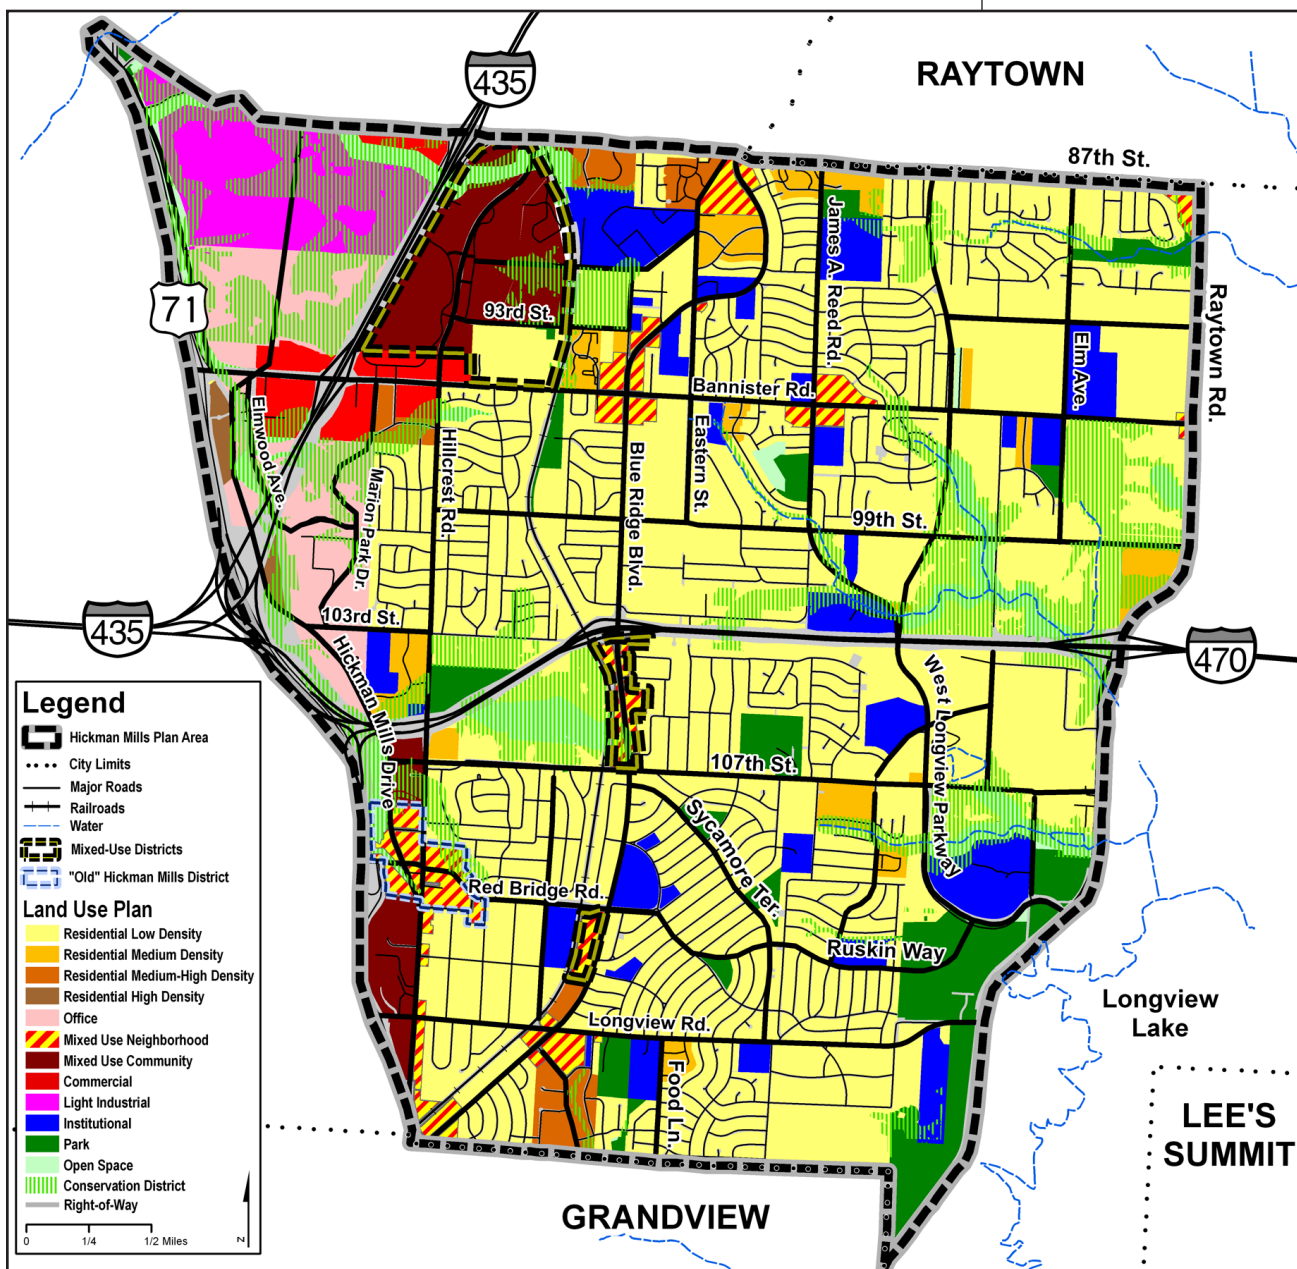 435
RAYTOWN
87th St.
James A. Reed Rd.
71
93rd St.
Raytown Rd.
Elm Ave.
Bannister Rd.
Elmwood Ave.
Marion Park Dr.
Hillcrest Rd.
Blue Ridge Blvd.
Eastern St.
99th St.
103rd St.
435
470
Hickman Mills Drive
West Longview Parkway
107th St.
Sycamore Ter.
Red Bridge Rd.
Ruskin Way
Longview Rd.
Food Ln.
Longview
Lake
LEE'S
SUMMIT
GRANDVIEW
Legend
Hickman Mills Plan Area
City Limits
Major Roads
Railroads
Water
Mixed-Use Districts
"Old" Hickman Mills District
Land Use Plan
Residential Low Density
Residential Medium Density
Residential Medium-High Density
Residential High Density
Office
Mixed Use Neighborhood
Mixed Use Community
Commercial
Light Industrial
Institutional
Park
Open Space
Conservation District
Right-of-Way
0 1/4 1/2 Miles
N